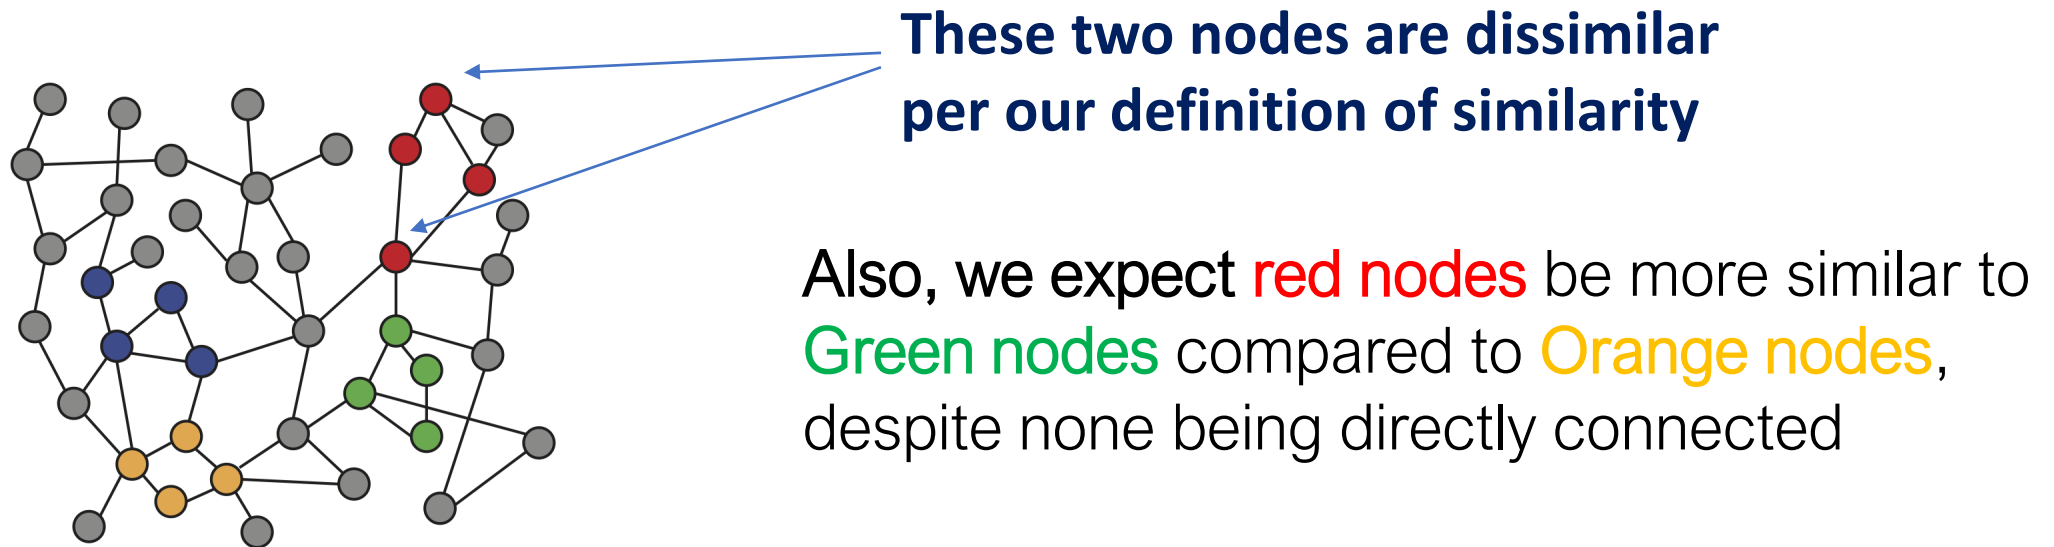 These two nodes are dissimilar
per our definition of similarity
Also, we expect red nodes be more similar to
Green nodes compared to Orange nodes,
despite none being directly connected